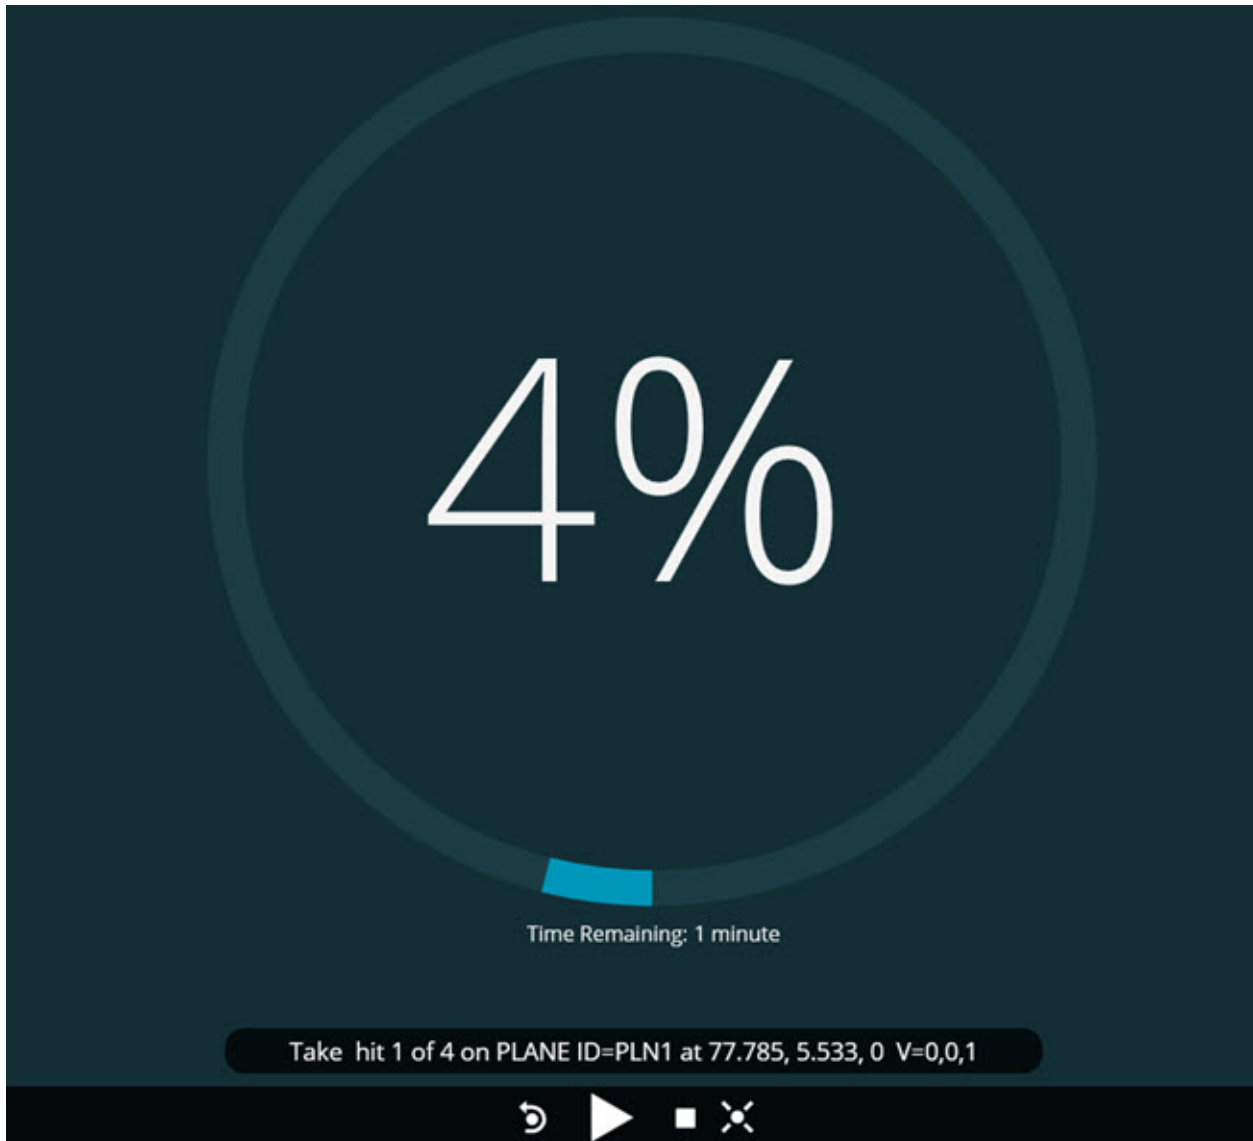 4%
Time Remaining: 1 minute
Take  hit 1 of 4 on PLANE ID=PLN1 at 77.785, 5.533, 0  V=0,0,1